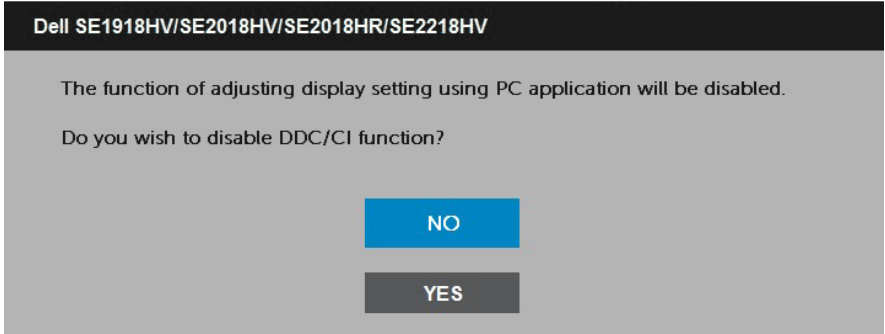 Dell SE1918HV/SE2018HV/SE2018HR/SE2218HV
The function of adjusting display setting using PC application will be disabled.
Do you wish to disable DDC/CI function?
NO
YES